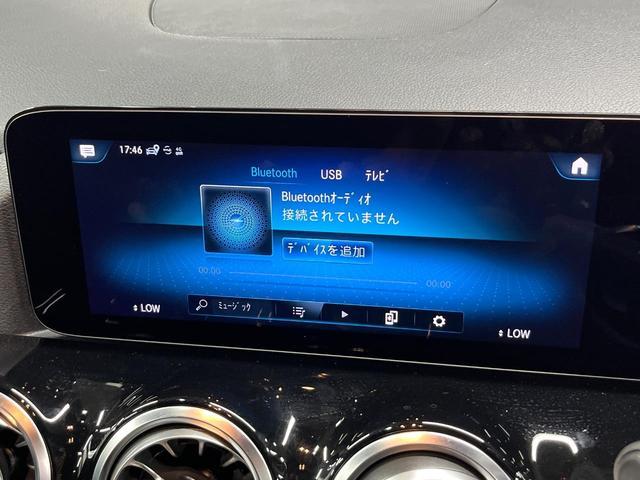 17:46 4G
Bluetooth USB ﾃﾚﾋﾞ
Bluetoothｵｰﾃﾞｨｵ
接続されていません
ﾃﾞﾊﾞｲｽを追加
00:00 00:00
ﾐｭｰｼﾞｯｸ
LOW LOW